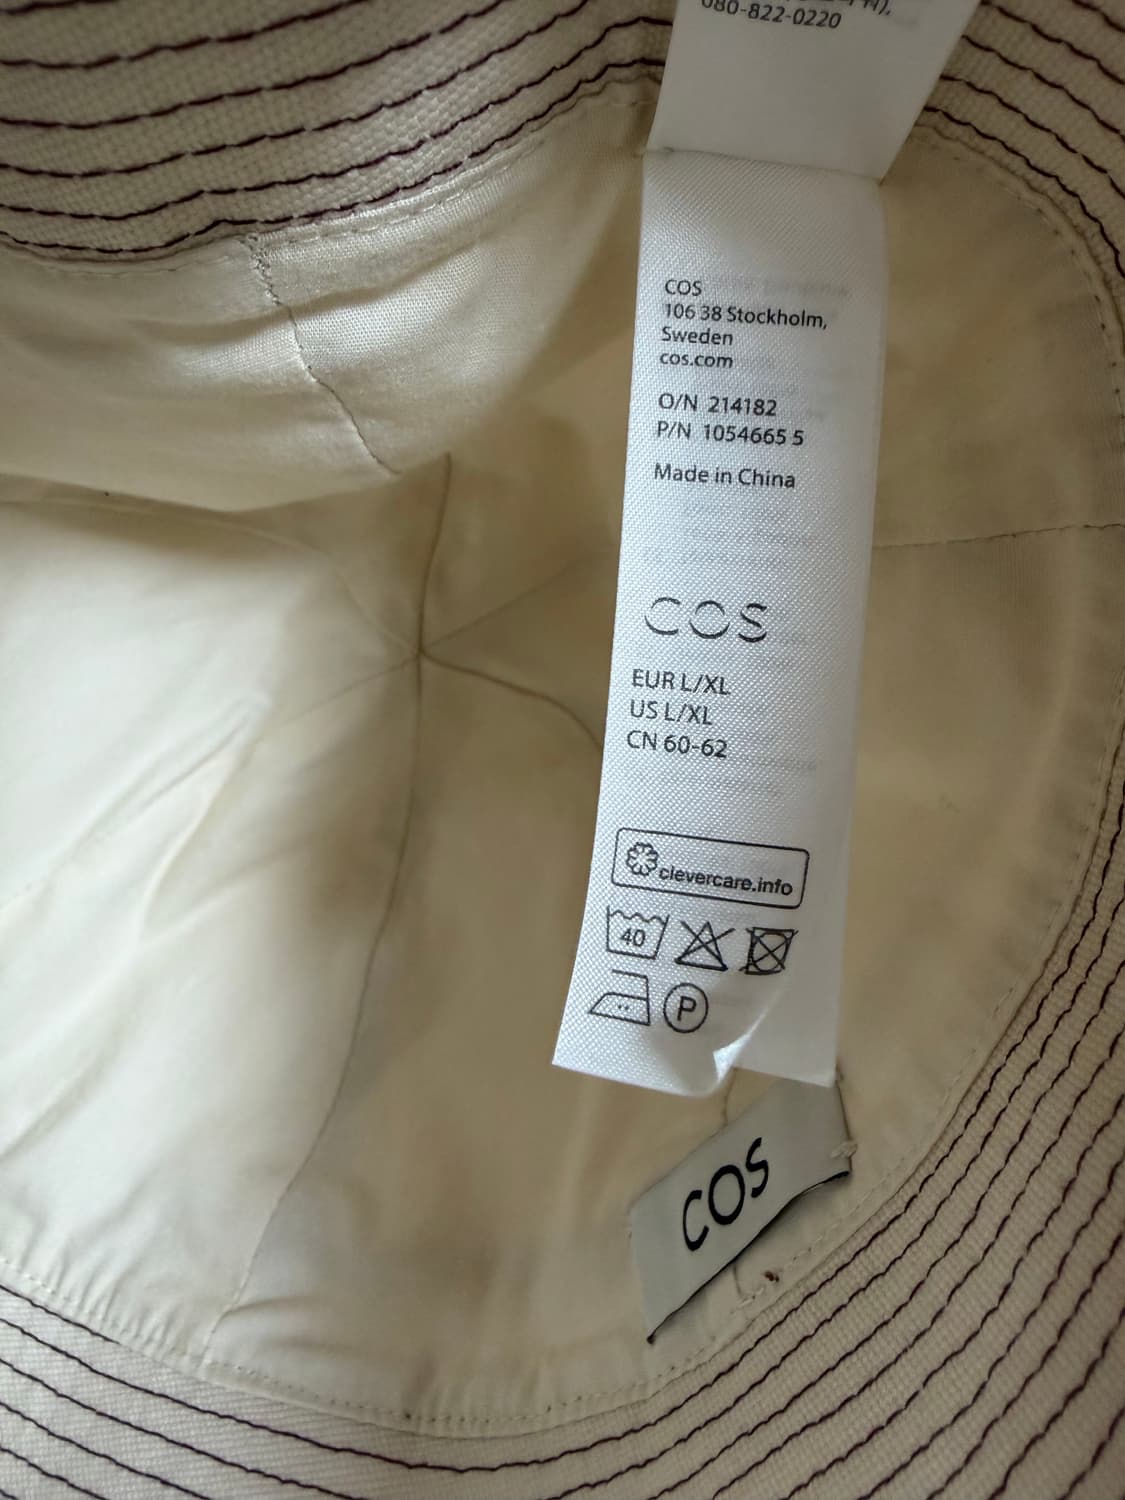 080-822-0220
COS
106 38 Stockholm,
Sweden
cos.com
O/N 214182
P/N 1054665 5
Made in China
COS
EUR L/XL
US L/XL
CN 60-62
clevercare.info
40
P
COS